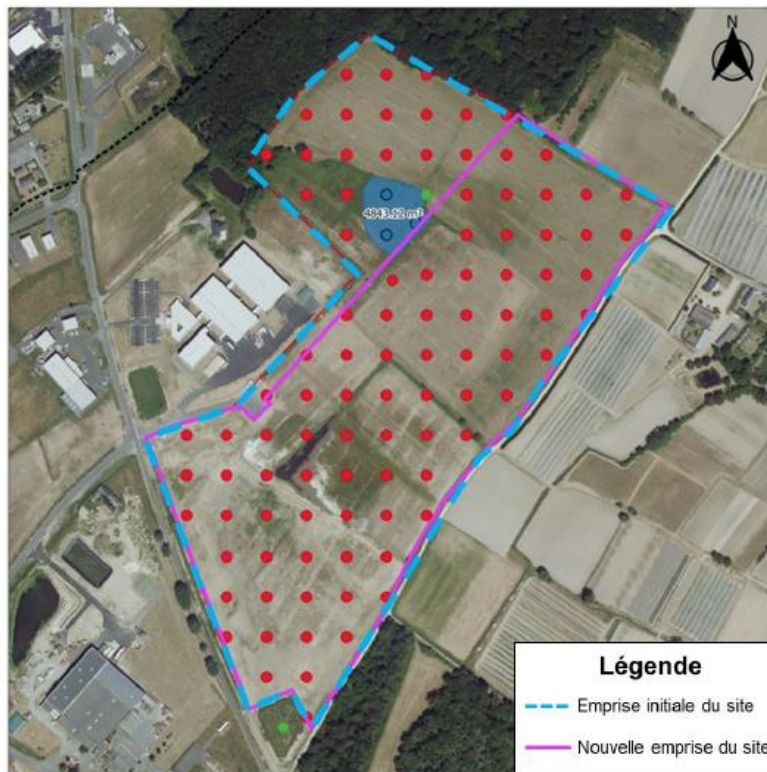 N
4843.12 m²
Légende
Emprise initiale du site
Nouvelle emprise du site